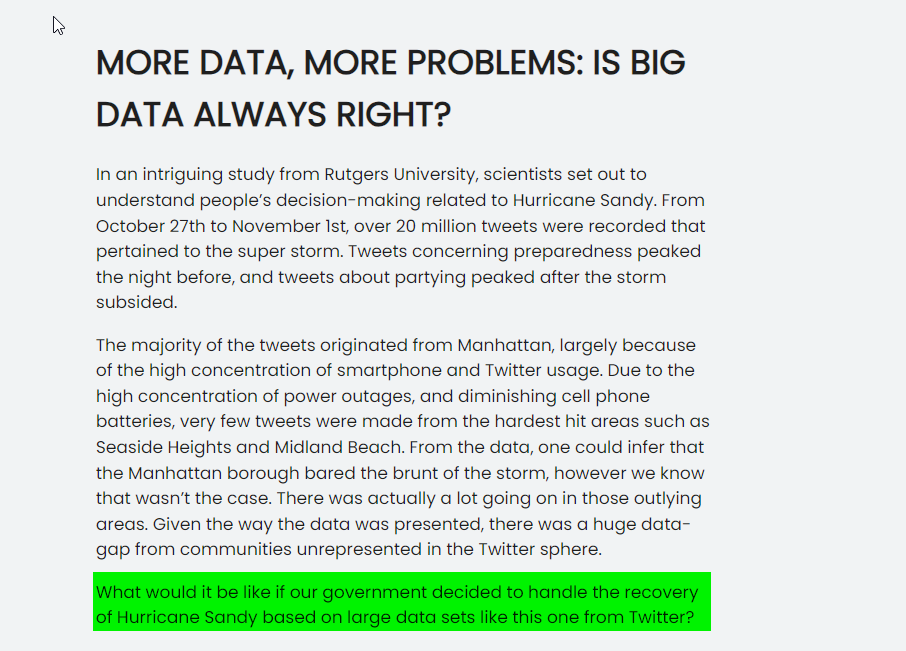 MORE DATA, MORE PROBLEMS: IS BIG
DATA ALWAYS RIGHT?
In an intriguing study from Rutgers University, scientists set out to
understand people’s decision-making related to Hurricane Sandy. From
October 27th to November 1st, over 20 million tweets were recorded that
pertained to the super storm. Tweets concerning preparedness peaked
the night before, and tweets about partying peaked after the storm
subsided.
The majority of the tweets originated from Manhattan, largely because
of the high concentration of smartphone and Twitter usage. Due to the
high concentration of power outages, and diminishing cell phone
batteries, very few tweets were made from the hardest hit areas such as
Seaside Heights and Midland Beach. From the data, one could infer that
the Manhattan borough bared the brunt of the storm, however we know
that wasn’t the case. There was actually a lot going on in those outlying
areas. Given the way the data was presented, there was a huge data-
gap from communities unrepresented in the Twitter sphere.
What would it be like if our government decided to handle the recovery
of Hurricane Sandy based on large data sets like this one from Twitter?